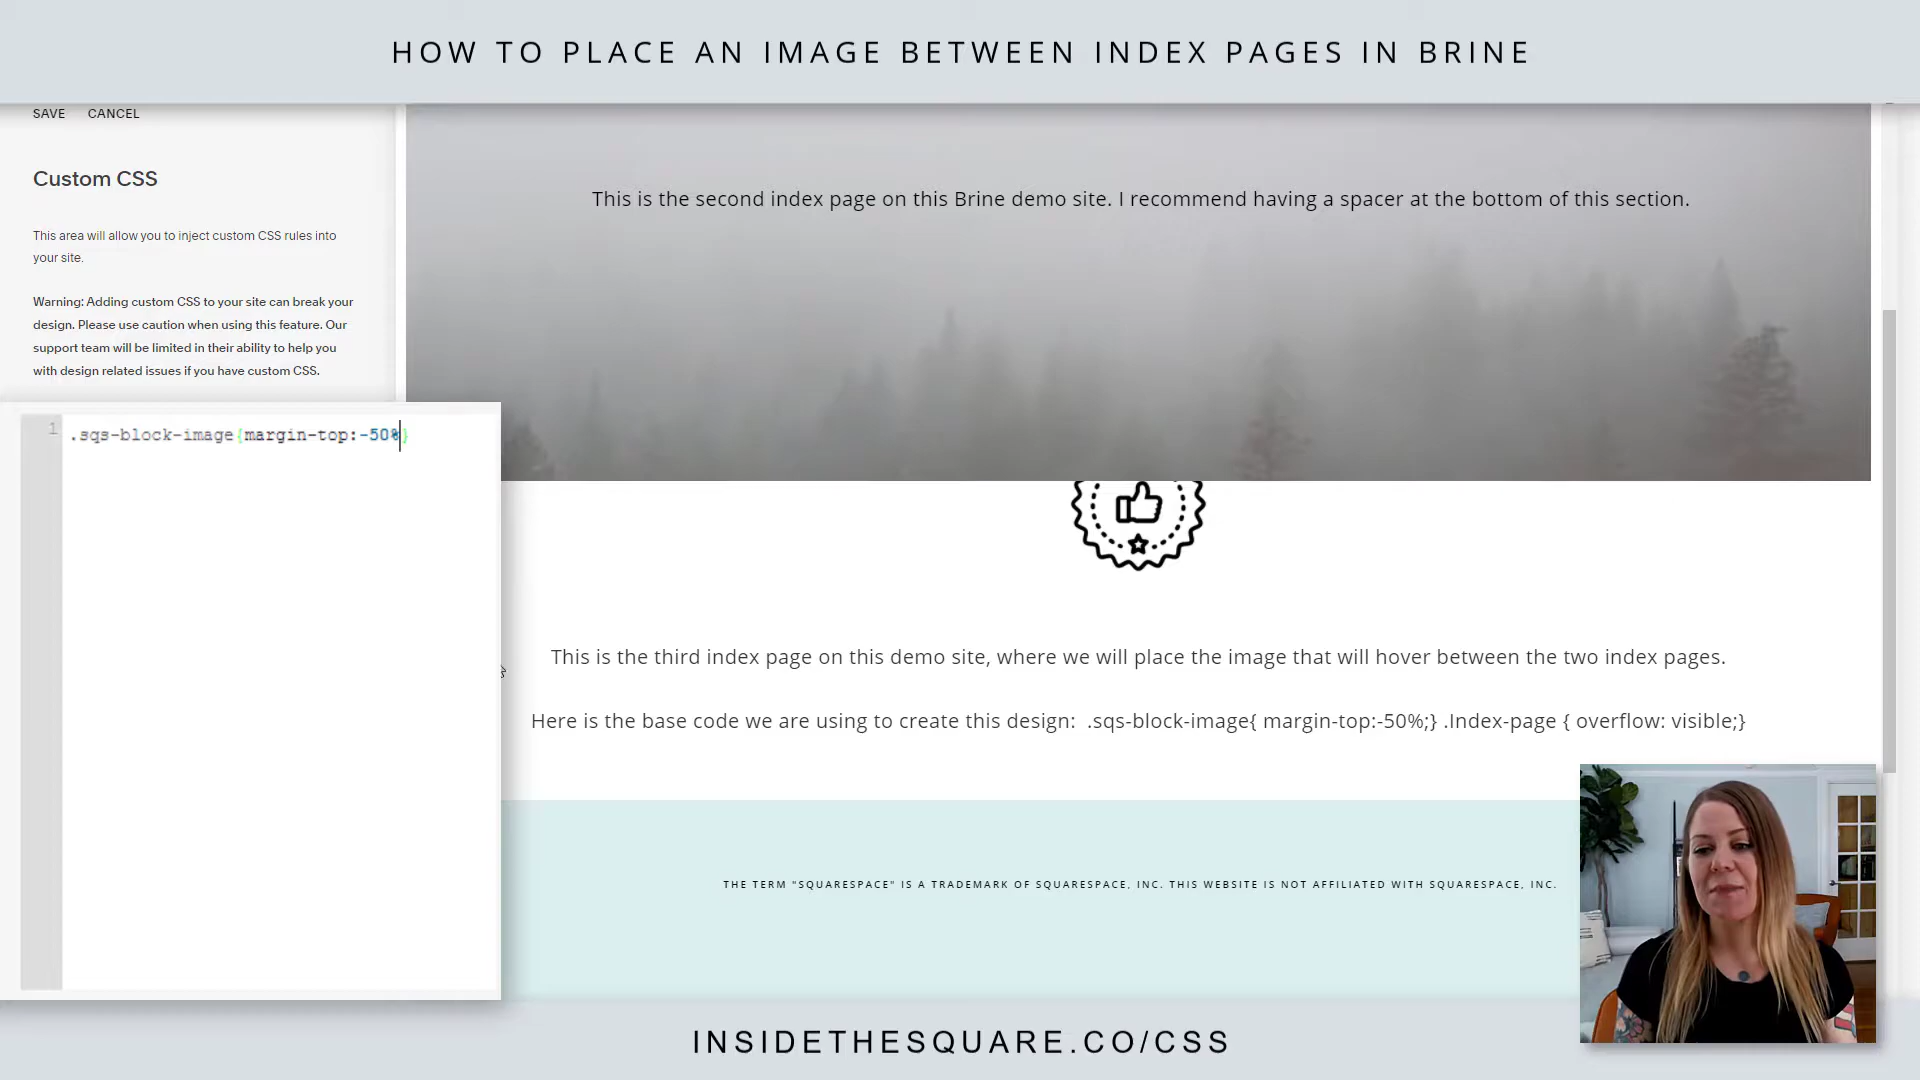 HOW TO PLACE AN IMAGE BETWEEN INDEX PAGES IN BRINE
SAVE CANCEL
Custom CSS
This area will allow you to inject custom CSS rules into
your site.
Warning: Adding custom CSS to your site can break your
design. Please use caution when using this feature. Our
support team will be limited in their ability to help you
with design related issues if you have custom CSS.
1 .sqs-block-image{margin-top:-50%}
This is the second index page on this Brine demo site. I recommend having a spacer at the bottom of this section.
This is the third index page on this demo site, where we will place the image that will hover between the two index pages.
Here is the base code we are using to create this design:  .sqs-block-image{ margin-top:-50%;} .Index-page { overflow: visible;}
THE TERM "SQUARESPACE" IS A TRADEMARK OF SQUARESPACE, INC. THIS WEBSITE IS NOT AFFILIATED WITH SQUARESPACE, INC.
INSIDETHESQUARE.CO/CSS